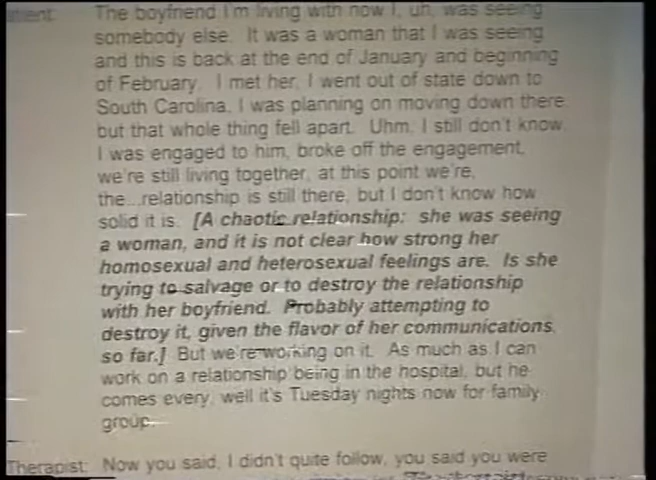 The boyfriend I'm living with now I, uh, was seeing
somebody else. It was a woman that I was seeing
and this is back at the end of January and beginning
of February. I met her, I went out of state down to
South Carolina, I was planning on moving down there
but that whole thing fell apart. Uhm, I still don't know,
I was engaged to him, broke off the engagement,
we're still living together, at this point we're,
the...relationship is still there, but I don't know how
solid it is. [A chaotic relationship: she was seeing
a woman, and it is not clear how strong her
homosexual and heterosexual feelings are. Is she
trying to salvage or to destroy the relationship
with her boyfriend. Probably attempting to
destroy it, given the flavor of her communications
so far.] But we're working on it. As much as I can
work on a relationship being in the hospital, but he
comes every, well it's Tuesday nights now for family
group.
Therapist: Now you said, I didn't quite follow, you said you were